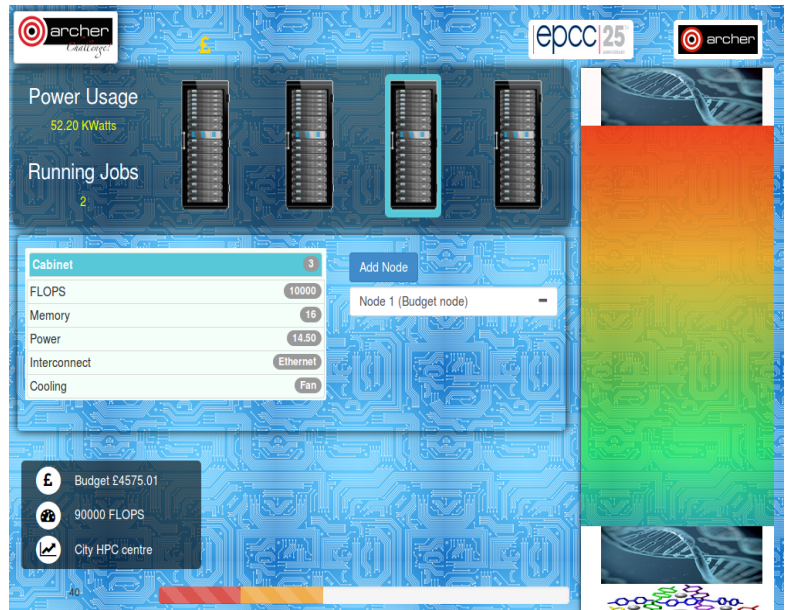 archer
Challenge!
£
epcc 25
ANNIVERSARY
archer
Power Usage
52.20 KWatts
Running Jobs
2
Cabinet 3
FLOPS 10000
Memory 16
Power 14.50
Interconnect Ethernet
Cooling Fan
Add Node
Node 1 (Budget node) -
£ Budget £4575.01
90000 FLOPS
City HPC centre
40